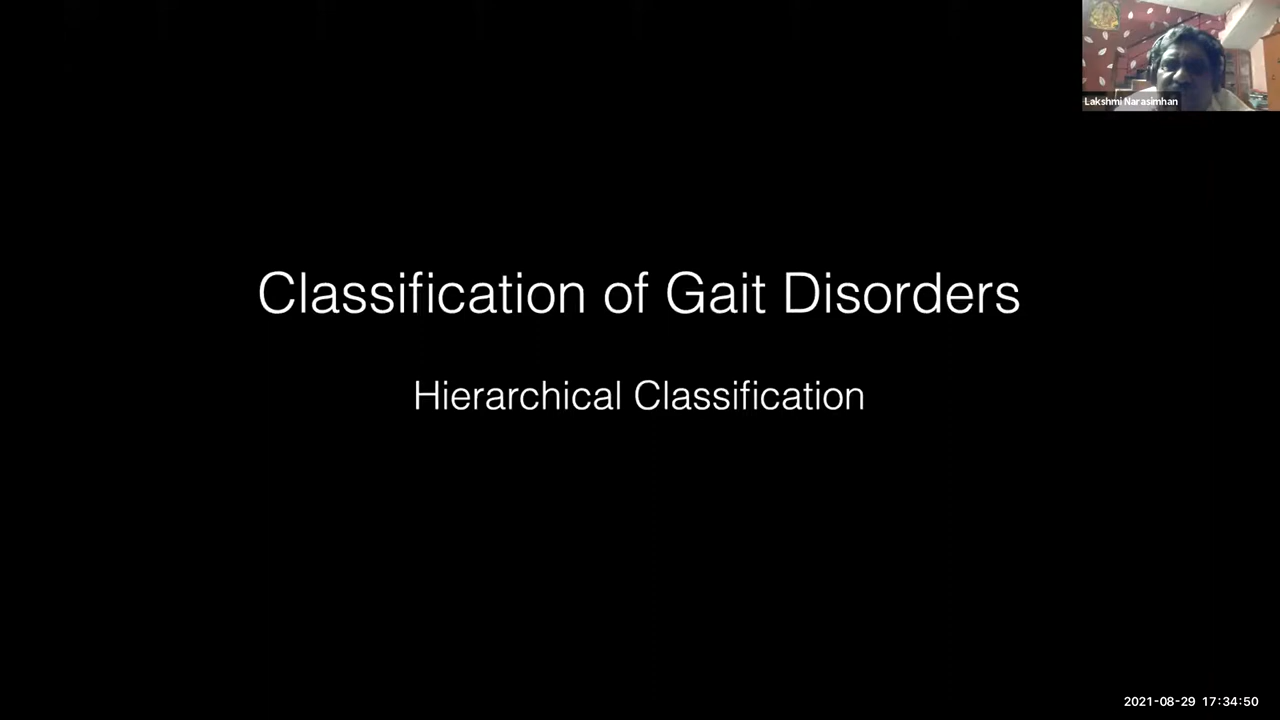 Lakshmi Narasimhan
Classification of Gait Disorders
Hierarchical Classification
2021-08-29 17:34:50